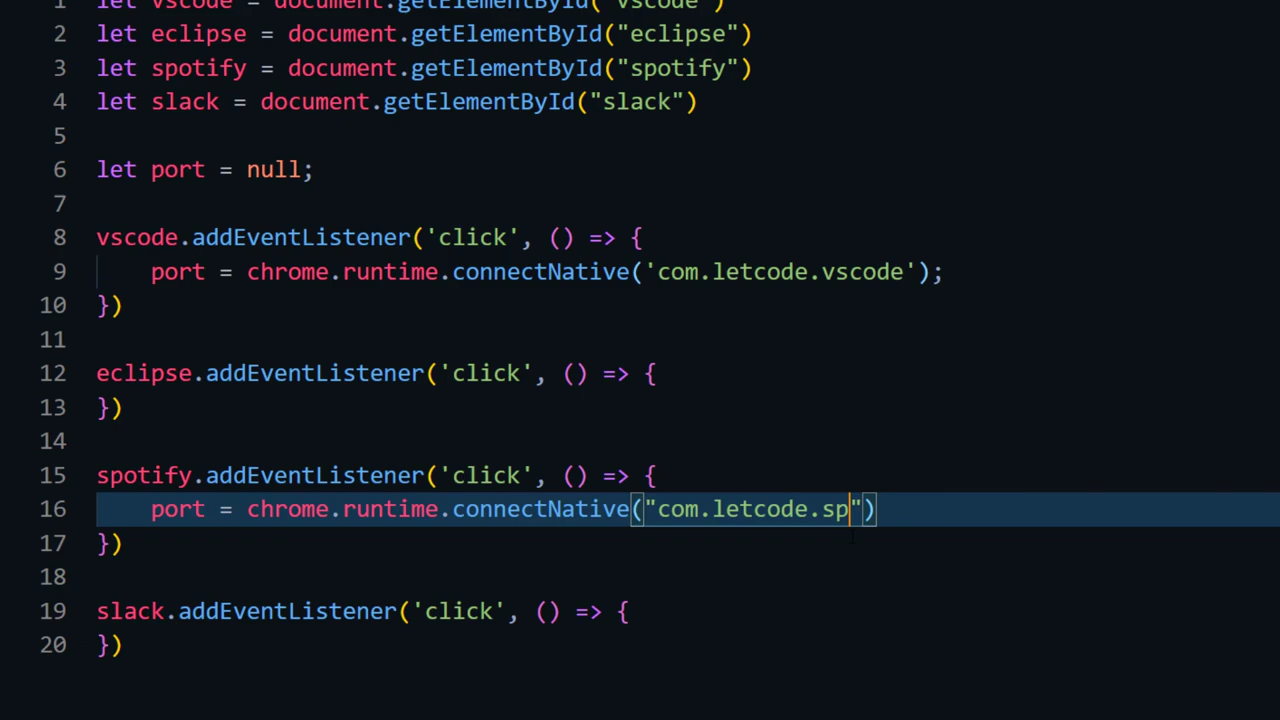 1 let vscode = document.getElementById("vscode")
2 let eclipse = document.getElementById("eclipse")
3 let spotify = document.getElementById("spotify")
4 let slack = document.getElementById("slack")
5
6 let port = null;
7
8 vscode.addEventListener('click', () => {
9     port = chrome.runtime.connectNative('com.letcode.vscode');
10 })
11
12 eclipse.addEventListener('click', () => {
13 })
14
15 spotify.addEventListener('click', () => {
16     port = chrome.runtime.connectNative("com.letcode.sp")
17 })
18
19 slack.addEventListener('click', () => {
20 })